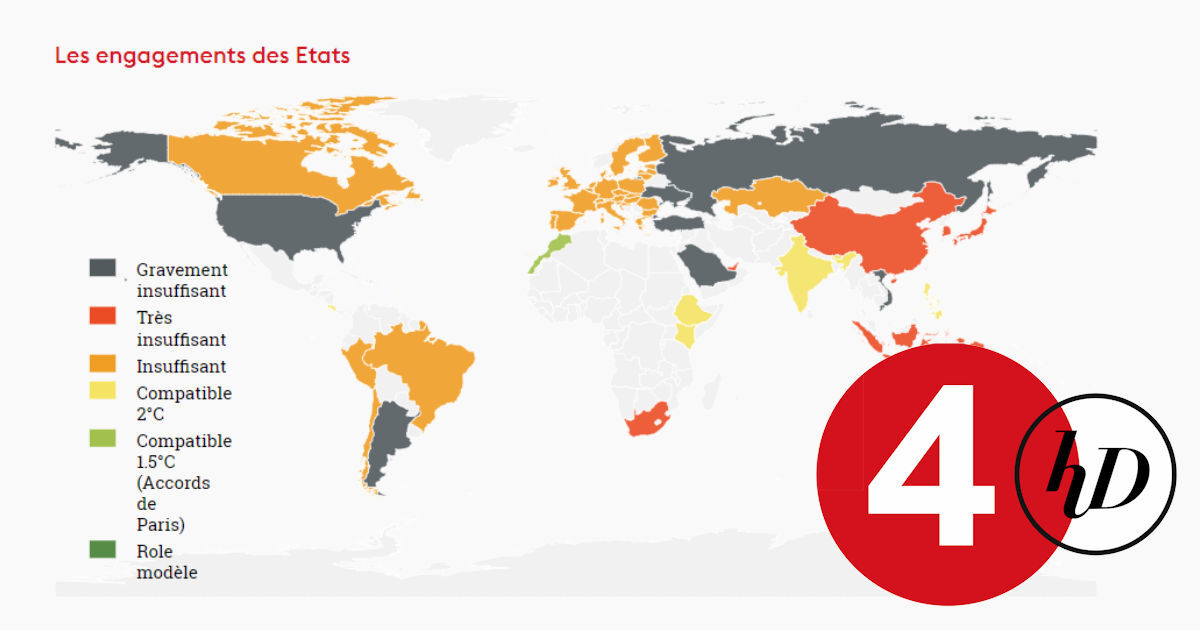 Les engagements des Etats
Gravement
insuffisant
Très
insuffisant
Insuffisant
Compatible
2°C
Compatible
1.5°C
(Accords
de
Paris)
Role
modèle
4
hD